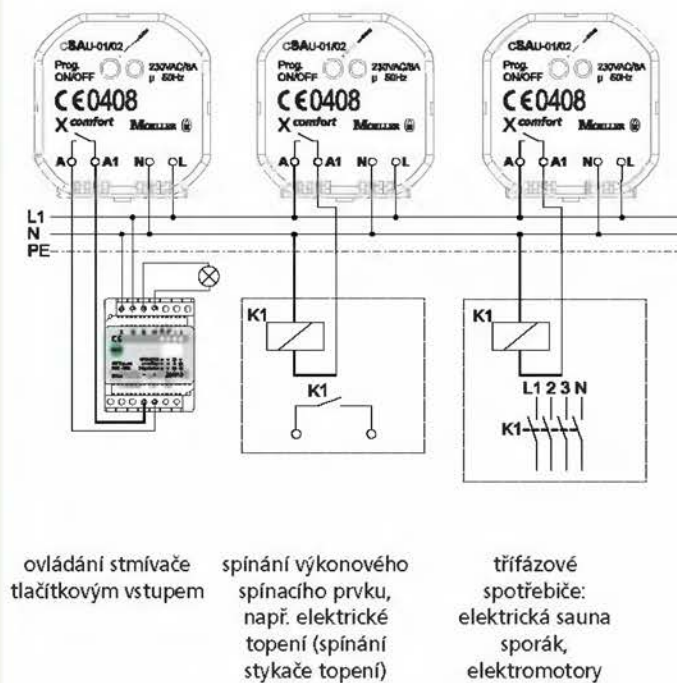 CSAU-01/02
Prog. 230VAC/8A
ON/OFF µ 50Hz
CE0408
Xcomfort MOELLER
A A1 N L
CSAU-01/02
Prog. 230VAC/8A
ON/OFF µ 50Hz
CE0408
Xcomfort MOELLER
A A1 N L
CSAU-01/02
Prog. 230VAC/8A
ON/OFF µ 50Hz
CE0408
Xcomfort MOELLER
A A1 N L
L1
N
PE
K1
K1
K1
L1 2 3 N
K1
ovládání stmívače
tlačítkovým vstupem
spínání výkonového
spínacího prvku,
např. elektrické
topení (spínání
stykače topení)
třífázové
spotřebiče:
elektrická sauna
sporák,
elektromotory